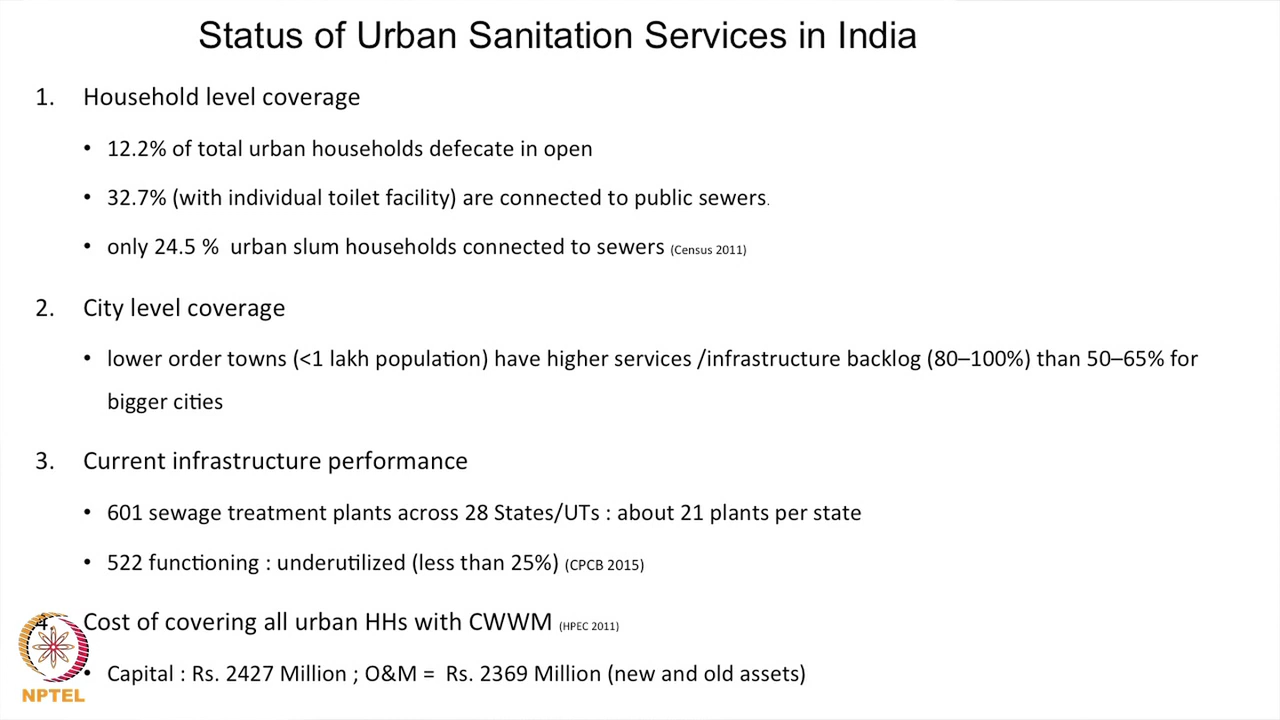 Status of Urban Sanitation Services in India
1. Household level coverage
• 12.2% of total urban households defecate in open
• 32.7% (with individual toilet facility) are connected to public sewers.
• only 24.5 % urban slum households connected to sewers (Census 2011)
2. City level coverage
• lower order towns (<1 lakh population) have higher services /infrastructure backlog (80–100%) than 50–65% for
bigger cities
3. Current infrastructure performance
• 601 sewage treatment plants across 28 States/UTs : about 21 plants per state
• 522 functioning : underutilized (less than 25%) (CPCB 2015)
4. Cost of covering all urban HHs with CWWM (HPEC 2011)
• Capital : Rs. 2427 Million ; O&M = Rs. 2369 Million (new and old assets)
NPTEL